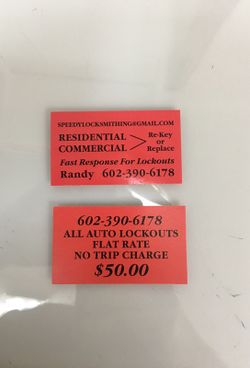 SPEEDYLOCKSMITHING@GMAIL.COM
RESIDENTIAL
COMMERCIAL
> Re-Key
or
Replace
Fast Response For Lockouts
Randy 602-390-6178
602-390-6178
ALL AUTO LOCKOUTS
FLAT RATE
NO TRIP CHARGE
$50.00